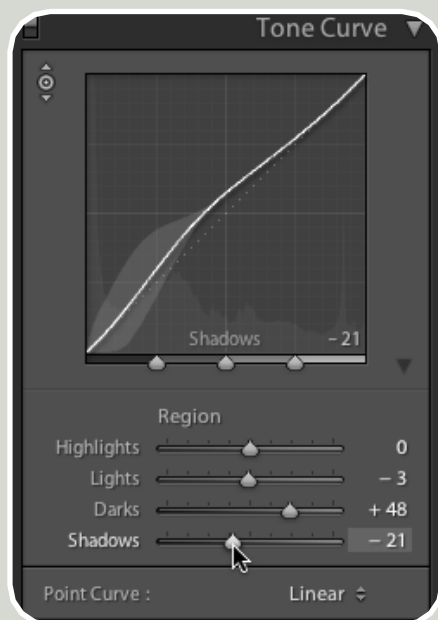 Tone Curve
Shadows – 21
Region
Highlights 0
Lights – 3
Darks + 48
Shadows – 21
Point Curve : Linear